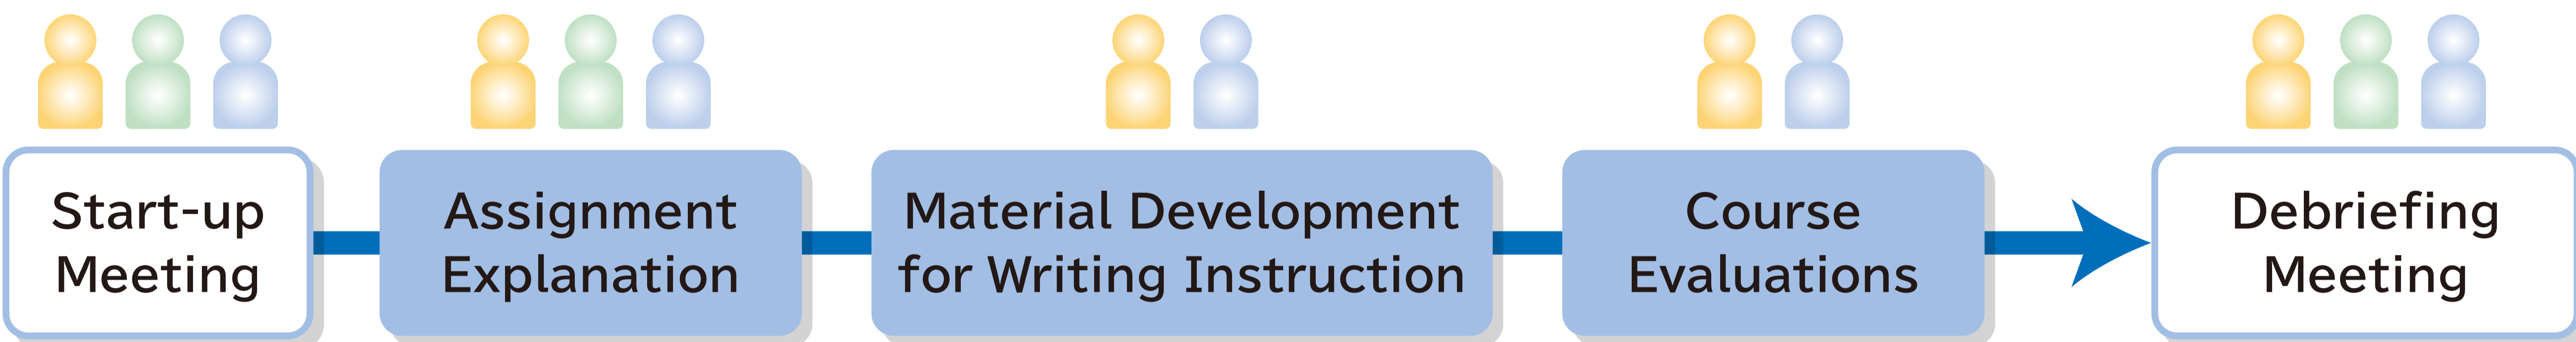 Start-up
Meeting
Assignment
Explanation
Material Development
for Writing Instruction
Course
Evaluations
Debriefing
Meeting